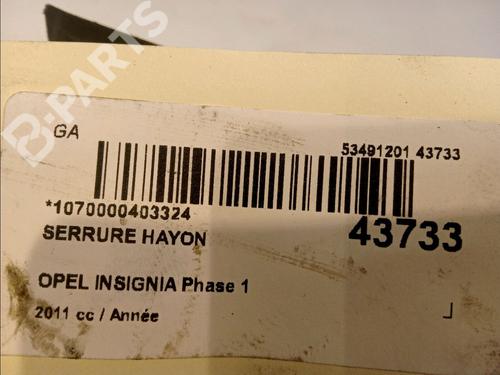 B-PARTS
GA
53491201 43733
*1070000403324
SERRURE HAYON
43733
OPEL INSIGNIA Phase 1
2011 cc / Année